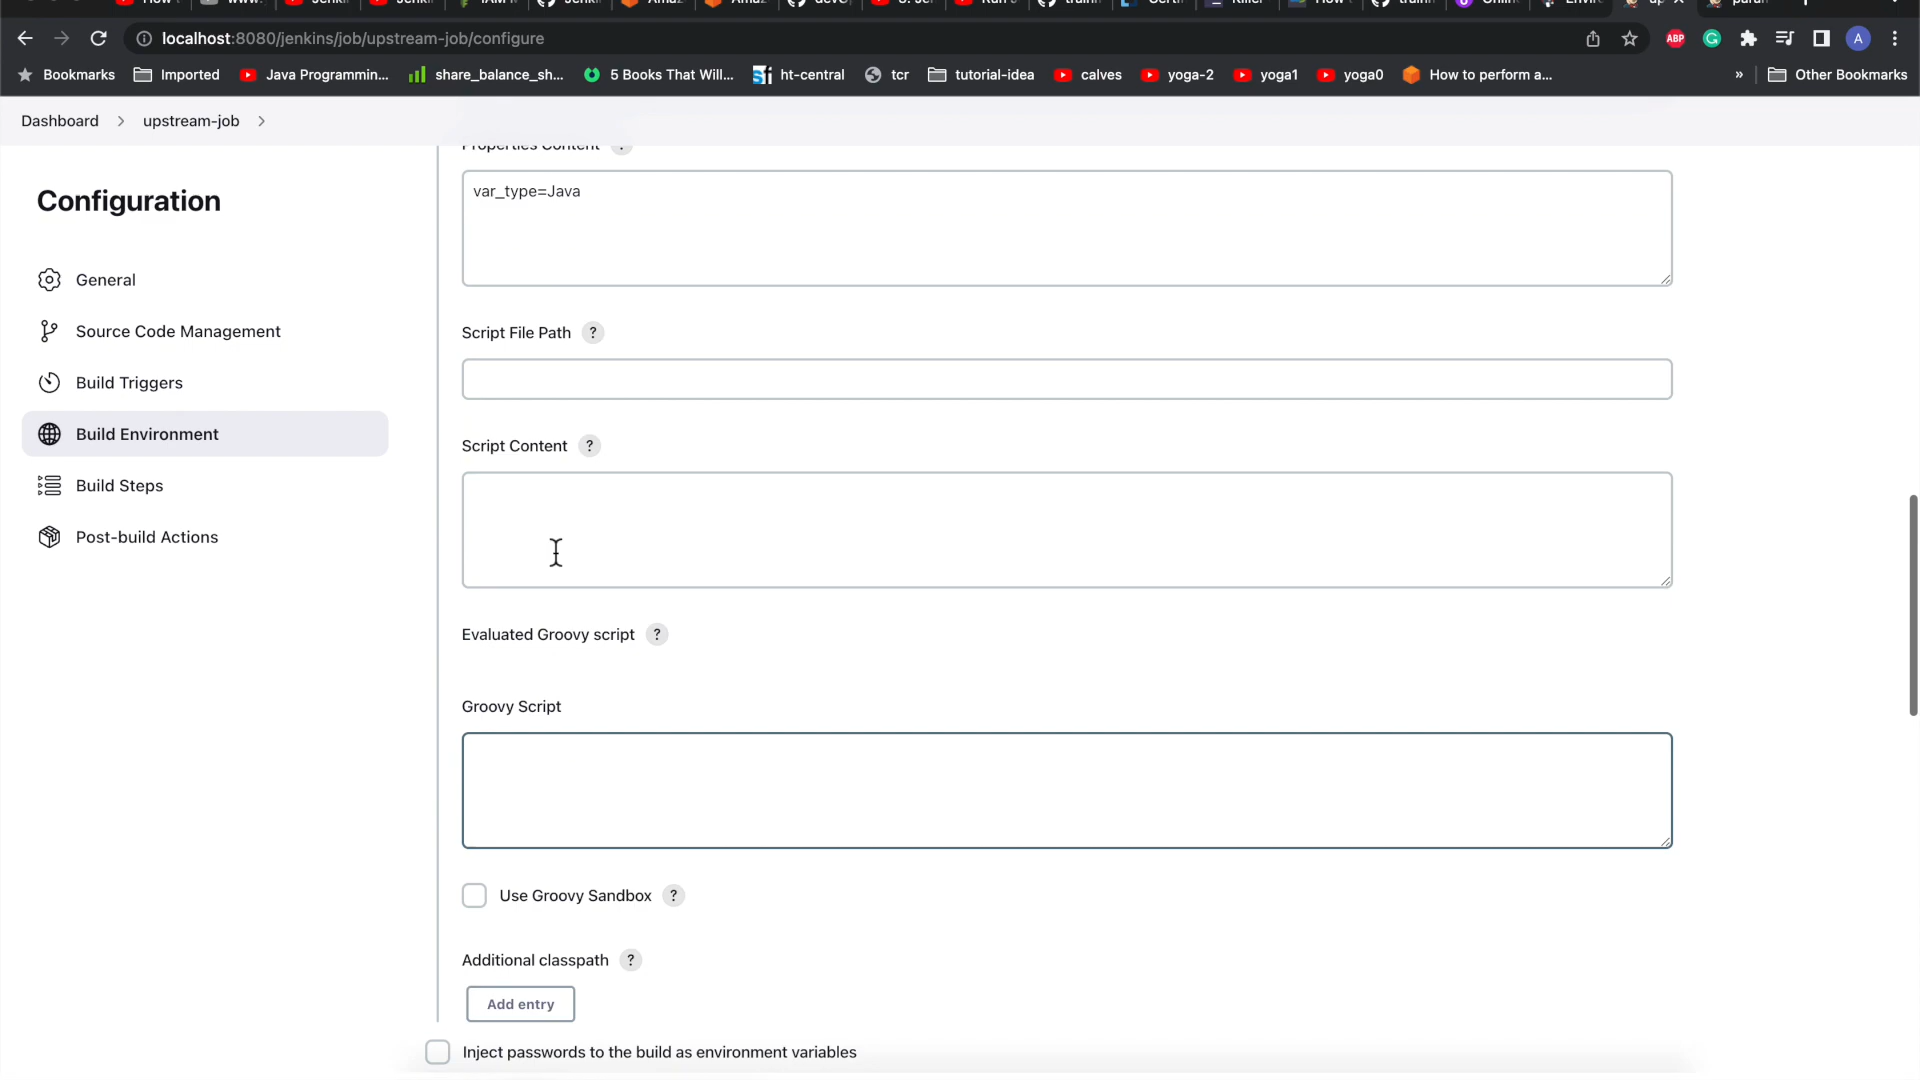 localhost:8080/jenkins/job/upstream-job/configure
ABP
A
Bookmarks
Imported
Java Programmin...
share_balance_sh...
5 Books That Will...
ht-central
tcr
tutorial-idea
calves
yoga-2
yoga1
yoga0
How to perform a...
»
Other Bookmarks
Dashboard
upstream-job
Properties Content ?
Configuration
General
Source Code Management
Build Triggers
Build Environment
Build Steps
Post-build Actions
var_type=Java
Script File Path ?
Script Content ?
Evaluated Groovy script ?
Groovy Script
Use Groovy Sandbox ?
Additional classpath ?
Add entry
Inject passwords to the build as environment variables